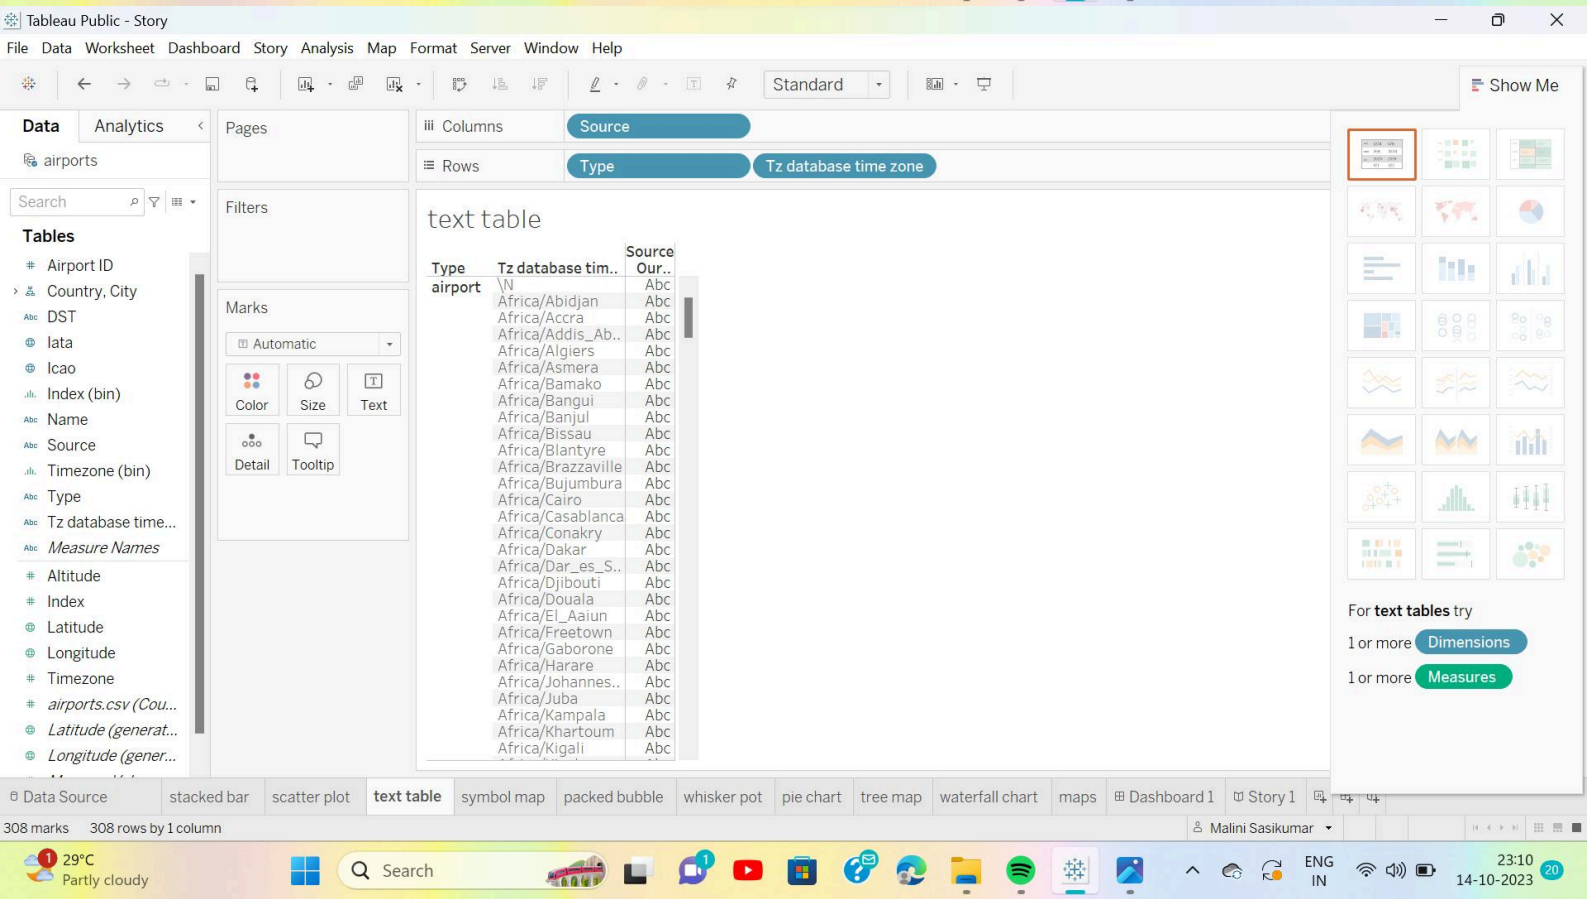 Tableau Public - Story
File Data Worksheet Dashboard Story Analysis Map Format Server Window Help
Standard
Show Me
Data Analytics
airports
Search
Tables
# Airport ID
Country, City
Abc DST
Iata
Icao
Index (bin)
Abc Name
Abc Source
Timezone (bin)
Abc Type
Abc Tz database time...
Abc Measure Names
# Altitude
# Index
Latitude
Longitude
# Timezone
# airports.csv (Cou...
Latitude (generat...
Longitude (gener...
Pages
Filters
Marks
Automatic
Color Size Text
Detail Tooltip
Columns Source
Rows Type Tz database time zone
text table
Source
Type Tz database tim.. Our..
airport \N Abc
Africa/Abidjan Abc
Africa/Accra Abc
Africa/Addis_Ab.. Abc
Africa/Algiers Abc
Africa/Asmera Abc
Africa/Bamako Abc
Africa/Bangui Abc
Africa/Banjul Abc
Africa/Bissau Abc
Africa/Blantyre Abc
Africa/Brazzaville Abc
Africa/Bujumbura Abc
Africa/Cairo Abc
Africa/Casablanca Abc
Africa/Conakry Abc
Africa/Dakar Abc
Africa/Dar_es_S.. Abc
Africa/Djibouti Abc
Africa/Douala Abc
Africa/El_Aaiun Abc
Africa/Freetown Abc
Africa/Gaborone Abc
Africa/Harare Abc
Africa/Johannes.. Abc
Africa/Juba Abc
Africa/Kampala Abc
Africa/Khartoum Abc
Africa/Kigali Abc
For text tables try
1 or more Dimensions
1 or more Measures
Data Source stacked bar scatter plot text table symbol map packed bubble whisker pot pie chart tree map waterfall chart maps Dashboard 1 Story 1
308 marks 308 rows by 1 column
Malini Sasikumar
1 29°C
Partly cloudy
Search
1
ENG
IN
23:10
14-10-2023
20